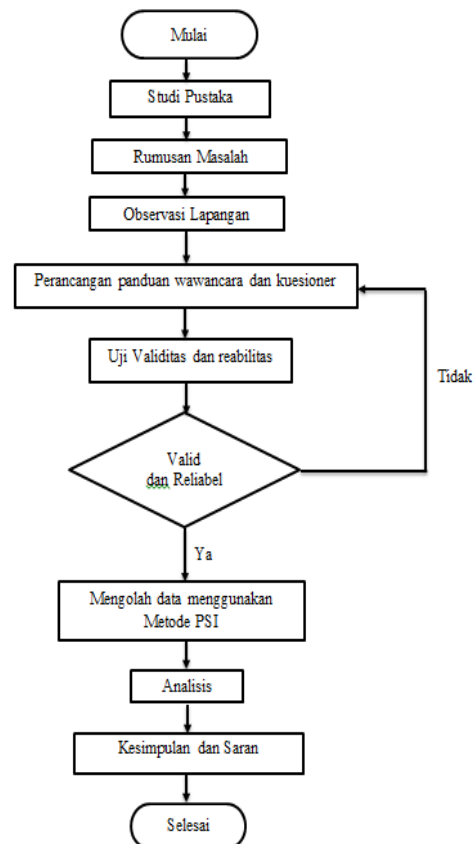 Mulai
Studi Pustaka
Rumusan Masalah
Observasi Lapangan
Perancangan panduan wawancara dan kuesioner
Uji Validitas dan reabilitas
Tidak
Valid
dan Reliabel
Ya
Mengolah data menggunakan
Metode PSI
Analisis
Kesimpulan dan Saran
Selesai